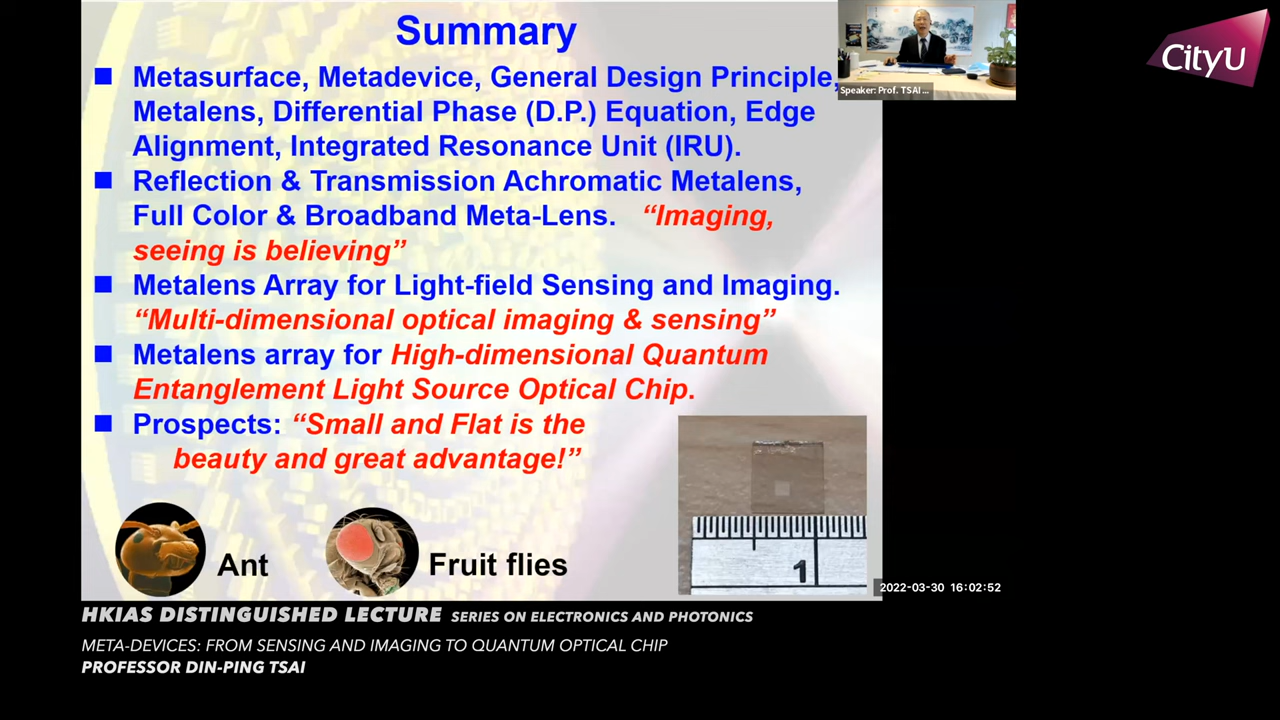 Summary
Metasurface, Metadevice, General Design Principle,
Metalens, Differential Phase (D.P.) Equation, Edge
Alignment, Integrated Resonance Unit (IRU).
Reflection & Transmission Achromatic Metalens,
Full Color & Broadband Meta-Lens. “Imaging,
seeing is believing”
Metalens Array for Light-field Sensing and Imaging.
“Multi-dimensional optical imaging & sensing”
Metalens array for High-dimensional Quantum
Entanglement Light Source Optical Chip.
Prospects: “Small and Flat is the
beauty and great advantage!”
Ant
Fruit flies
1
Speaker: Prof. TSAI ...
CityU
2022-03-30 16:02:52
HKIAS DISTINGUISHED LECTURE SERIES ON ELECTRONICS AND PHOTONICS
META-DEVICES: FROM SENSING AND IMAGING TO QUANTUM OPTICAL CHIP
PROFESSOR DIN-PING TSAI